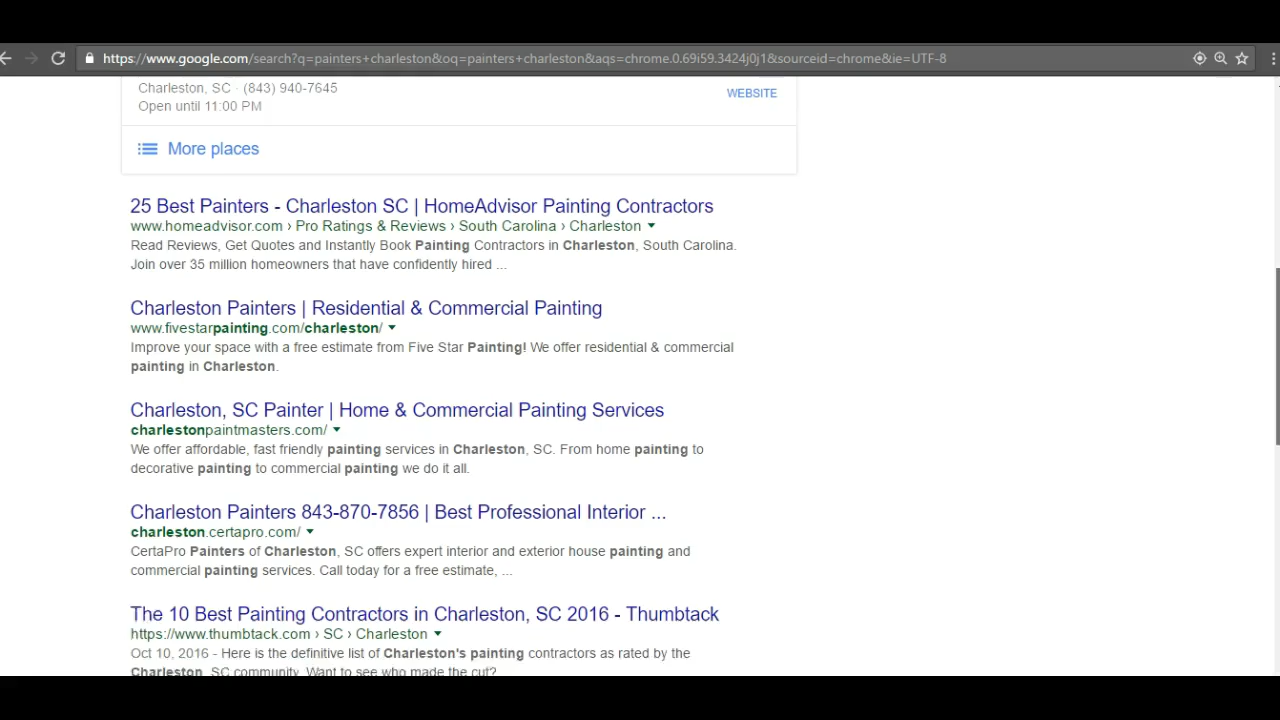 https://www.google.com/search?q=painters+charleston&oq=painters+charleston&aqs=chrome.0.69i59.3424j0j1&sourceid=chrome&ie=UTF-8
Charleston, SC · (843) 940-7645
Open until 11:00 PM
WEBSITE
More places
25 Best Painters - Charleston SC | HomeAdvisor Painting Contractors
www.homeadvisor.com › Pro Ratings & Reviews › South Carolina › Charleston
Read Reviews, Get Quotes and Instantly Book Painting Contractors in Charleston, South Carolina.
Join over 35 million homeowners that have confidently hired ...
Charleston Painters | Residential & Commercial Painting
www.fivestarpainting.com/charleston/
Improve your space with a free estimate from Five Star Painting! We offer residential & commercial
painting in Charleston.
Charleston, SC Painter | Home & Commercial Painting Services
charlestonpaintmasters.com/
We offer affordable, fast friendly painting services in Charleston, SC. From home painting to
decorative painting to commercial painting we do it all.
Charleston Painters 843-870-7856 | Best Professional Interior ...
charleston.certapro.com/
CertaPro Painters of Charleston, SC offers expert interior and exterior house painting and
commercial painting services. Call today for a free estimate, ...
The 10 Best Painting Contractors in Charleston, SC 2016 - Thumbtack
https://www.thumbtack.com › SC › Charleston
Oct 10, 2016 - Here is the definitive list of Charleston's painting contractors as rated by the
Charleston, SC community. Want to see who made the cut?